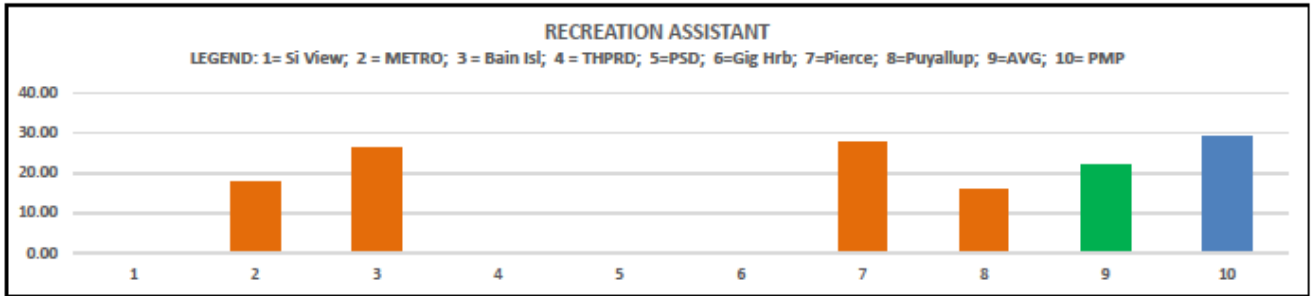 RECREATION ASSISTANT
LEGEND: 1= Si View; 2 = METRO; 3 = Bain Isl; 4 = THPRD; 5=PSD; 6=Gig Hrb; 7=Pierce; 8=Puyallup; 9=AVG; 10= PMP
40.00
30.00
20.00
10.00
0.00
1 2 3 4 5 6 7 8 9 10